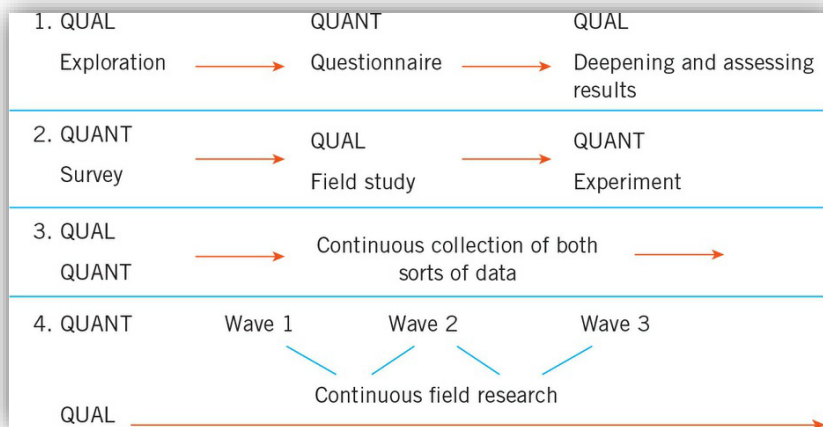 1. QUAL QUANT QUAL
Exploration Questionnaire Deepening and assessing
results
2. QUANT QUAL QUANT
Survey Field study Experiment
3. QUAL
QUANT
Continuous collection of both
sorts of data
4. QUANT Wave 1 Wave 2 Wave 3
Continuous field research
QUAL